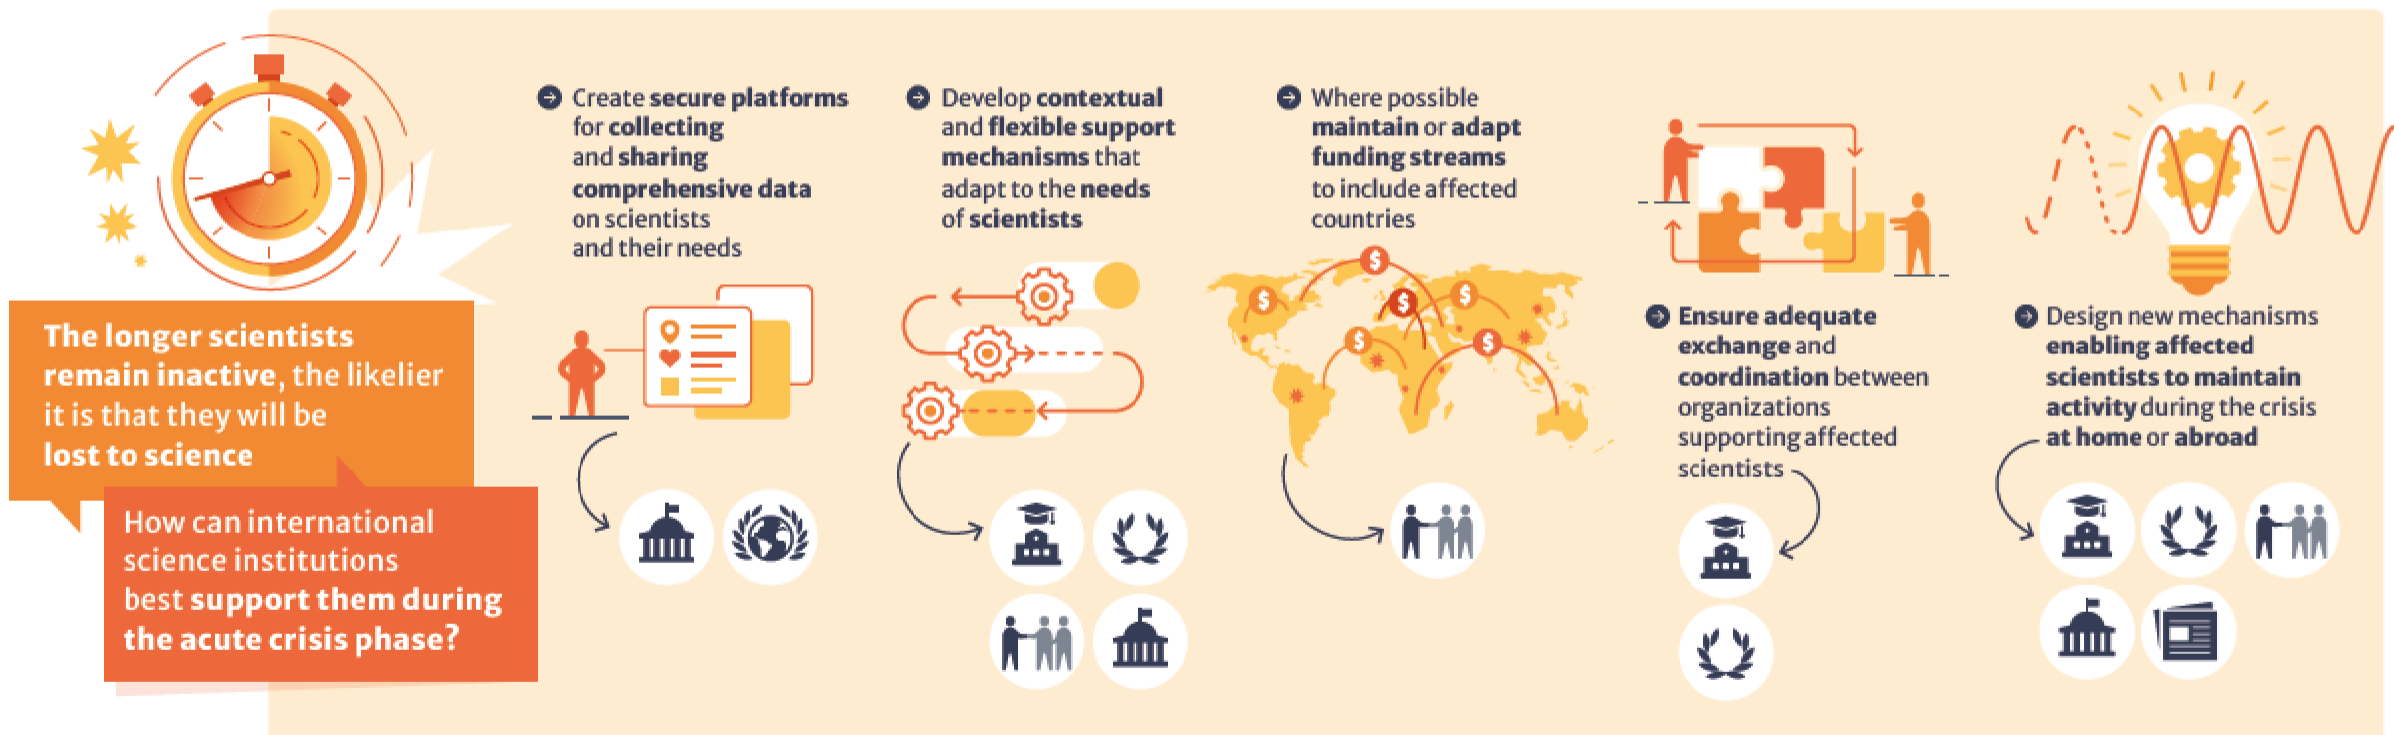 The longer scientists
remain inactive, the likelier
it is that they will be
lost to science
How can international
science institutions
best support them during
the acute crisis phase?
Create secure platforms
for collecting
and sharing
comprehensive data
on scientists
and their needs
Develop contextual
and flexible support
mechanisms that
adapt to the needs
of scientists
Where possible
maintain or adapt
funding streams
to include affected
countries
$
$
$
$
$
$
Ensure adequate
exchange and
coordination between
organizations
supporting affected
scientists
Design new mechanisms
enabling affected
scientists to maintain
activity during the crisis
at home or abroad